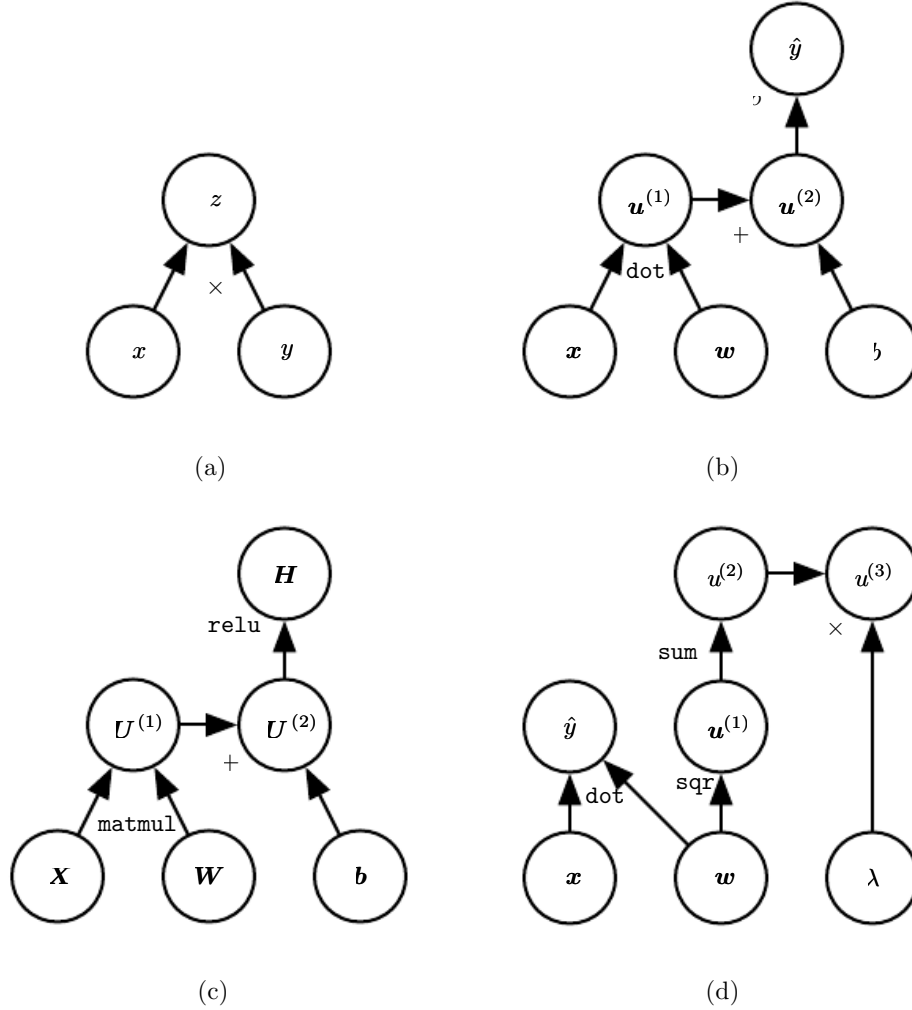 z
×
x y
(a)
ŷ
u(1) u(2)
+
dot
x w
(b)
H
relu
U(1) U(2)
+
matmul
X W b
(c)
u(2) u(3)
×
sum
ŷ u(1)
dot sqr
x w λ
(d)